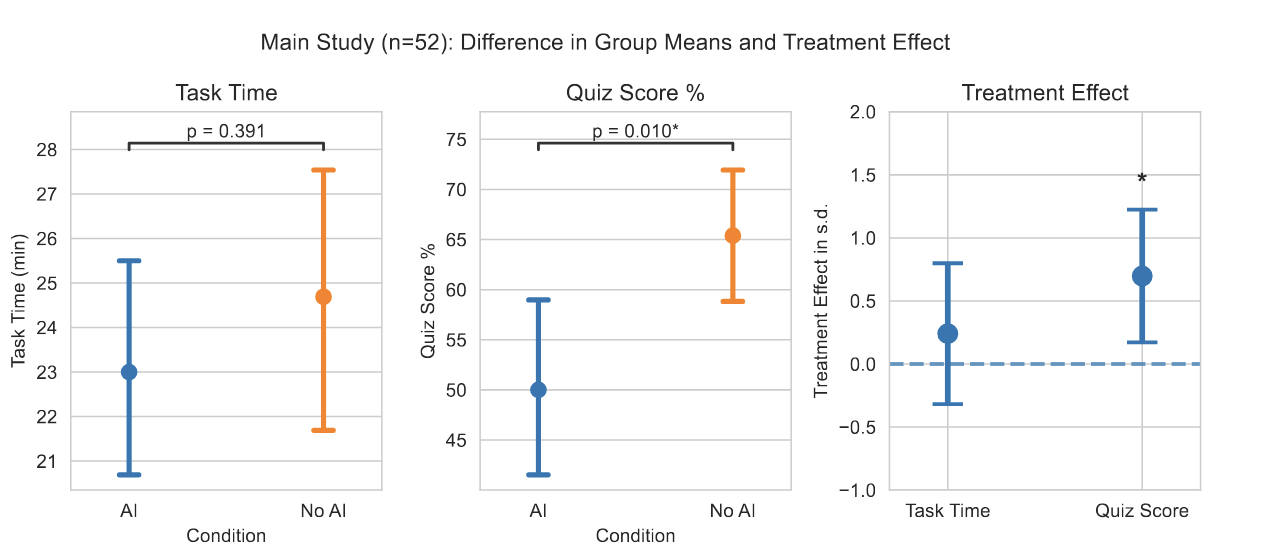 Main Study (n=52): Difference in Group Means and Treatment Effect
Task Time
p = 0.391
Task Time (min)
28
27
26
25
24
23
22
21
AI
No AI
Condition
Quiz Score %
p = 0.010*
Quiz Score %
75
70
65
60
55
50
45
AI
No AI
Condition
Treatment Effect
Treatment Effect in s.d.
2.0
1.5
1.0
0.5
0.0
−0.5
−1.0
*
Task Time
Quiz Score